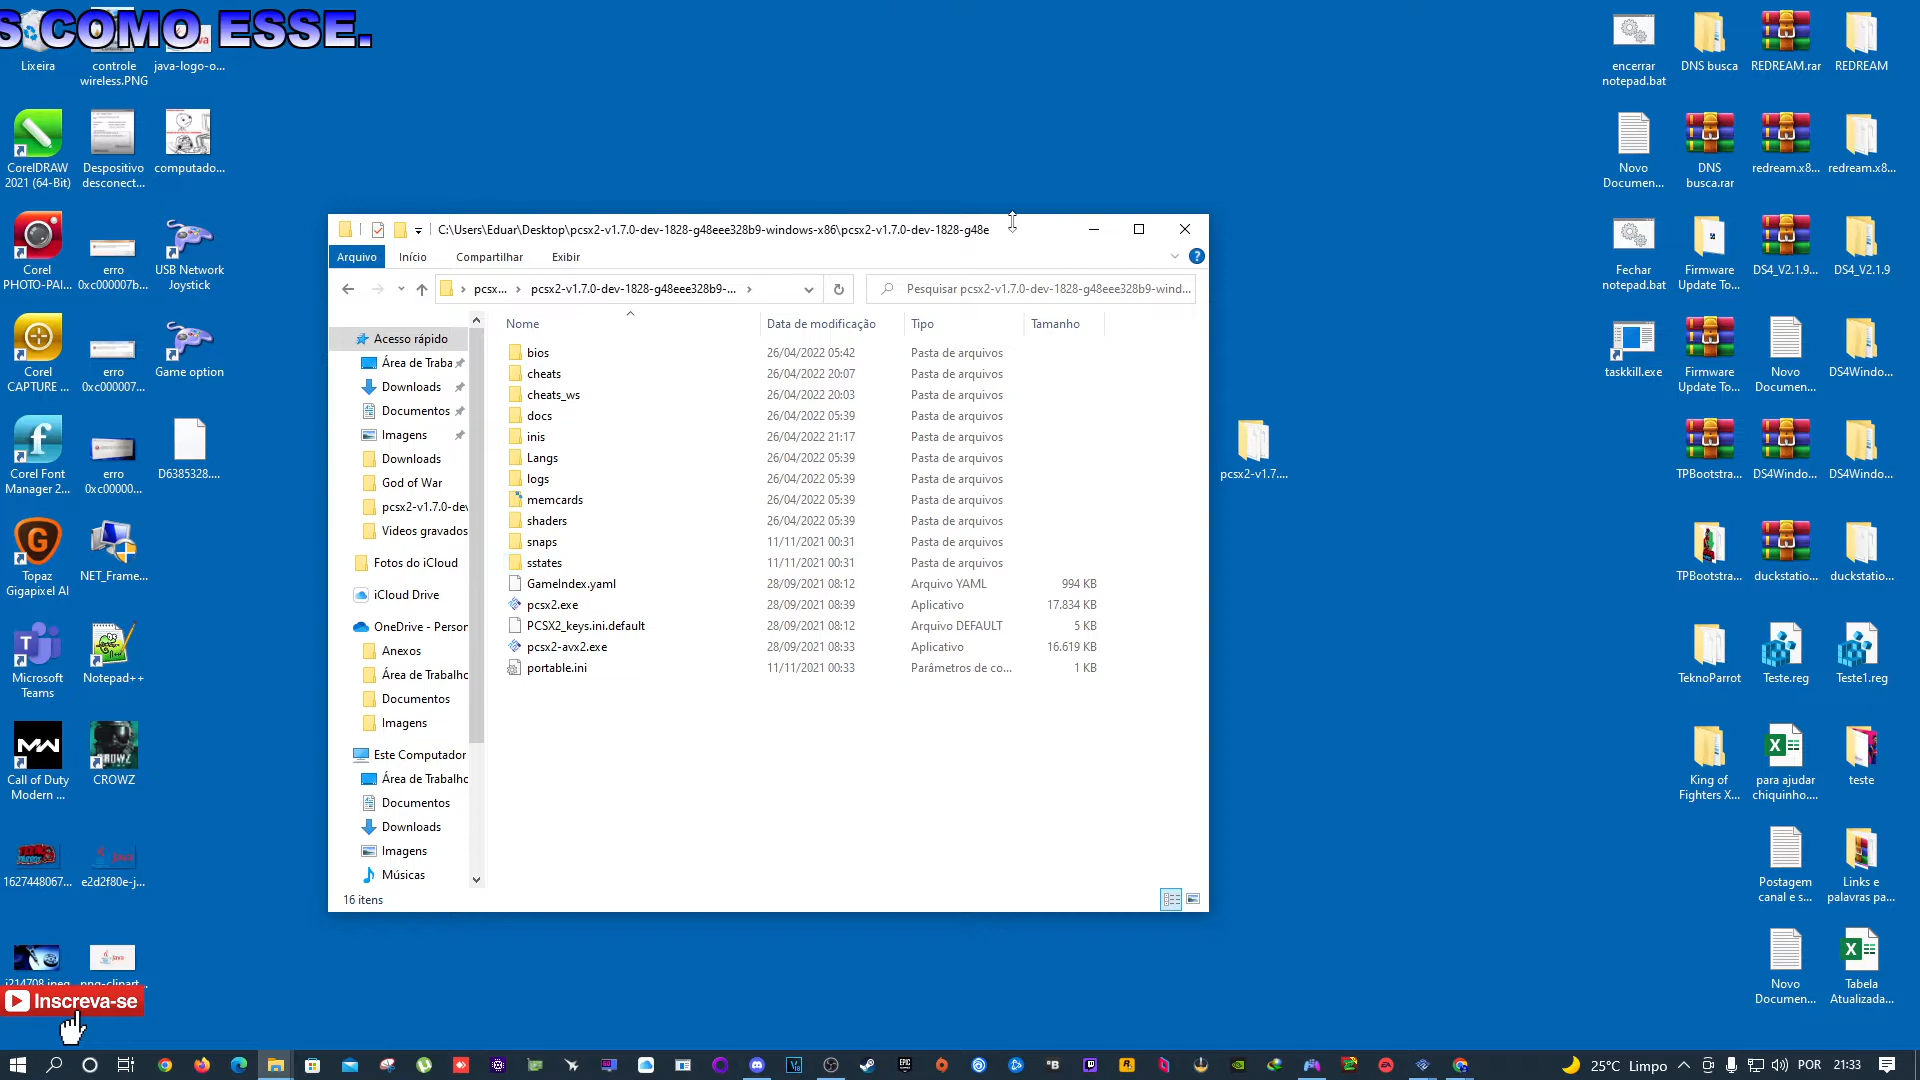 S COMO ESSE.
Lixeira
controle
wireless.PNG
java-logo-o...
CorelDRAW
2021 (64-Bit)
Despositivo
desconect...
computado...
Corel
PHOTO-PAI...
erro
0xc000007b...
USB Network
Joystick
Corel
CAPTURE ...
erro
0xc000007...
Game option
Corel Font
Manager 2...
erro
0xc00000...
D6385328....
Topaz
Gigapixel AI
NET_Frame...
Microsoft
Teams
Notepad++
Call of Duty
Modern ...
CROWZ
1627448067...
e2d2f80e-j...
i214708.jpeg
png-clipart...
Inscreva-se
C:\Users\Eduar\Desktop\pcsx2-v1.7.0-dev-1828-g48eee328b9-windows-x86\pcsx2-v1.7.0-dev-1828-g48e
Arquivo
Início
Compartilhar
Exibir
pcsx...
pcsx2-v1.7.0-dev-1828-g48eee328b9-...
Pesquisar pcsx2-v1.7.0-dev-1828-g48eee328b9-wind...
Acesso rápido
Área de Traba
Downloads
Documentos
Imagens
Downloads
God of War
pcsx2-v1.7.0-dev
Videos gravados
Fotos do iCloud
iCloud Drive
OneDrive - Person
Anexos
Área de Trabalho
Documentos
Imagens
Este Computador
Área de Trabalho
Documentos
Downloads
Imagens
Músicas
Nome Data de modificação Tipo Tamanho
bios 26/04/2022 05:42 Pasta de arquivos
cheats 26/04/2022 20:07 Pasta de arquivos
cheats_ws 26/04/2022 20:03 Pasta de arquivos
docs 26/04/2022 05:39 Pasta de arquivos
inis 26/04/2022 21:17 Pasta de arquivos
Langs 26/04/2022 05:39 Pasta de arquivos
logs 26/04/2022 05:39 Pasta de arquivos
memcards 26/04/2022 05:39 Pasta de arquivos
shaders 26/04/2022 05:39 Pasta de arquivos
snaps 11/11/2021 00:31 Pasta de arquivos
sstates 11/11/2021 00:31 Pasta de arquivos
GameIndex.yaml 28/09/2021 08:12 Arquivo YAML 994 KB
pcsx2.exe 28/09/2021 08:39 Aplicativo 17.834 KB
PCSX2_keys.ini.default 28/09/2021 08:12 Arquivo DEFAULT 5 KB
pcsx2-avx2.exe 28/09/2021 08:33 Aplicativo 16.619 KB
portable.ini 11/11/2021 00:33 Parâmetros de co... 1 KB
16 itens
pcsx2-v1.7....
encerrar
notepad.bat
DNS busca
REDREAM.rar
REDREAM
Novo
Documen...
DNS
busca.rar
redream.x8...
redream.x8...
Fechar
notepad.bat
Firmware
Update To...
DS4_V2.1.9...
DS4_V2.1.9
taskkill.exe
Firmware
Update To...
Novo
Documen...
DS4Windo...
TPBootstra...
DS4Windo...
DS4Windo...
TPBootstra...
duckstatio...
duckstatio...
TeknoParrot
Teste.reg
Teste1.reg
King of
Fighters X...
para ajudar
chiquinho....
teste
Postagem
canal e s...
Links e
palavras pa...
Novo
Documen...
Tabela
Atualizada...
25°C Limpo
POR
21:33